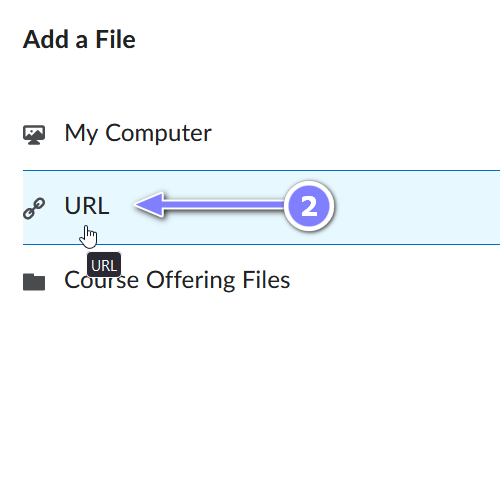 Add a File
My Computer
URL
2
URL
Course Offering Files